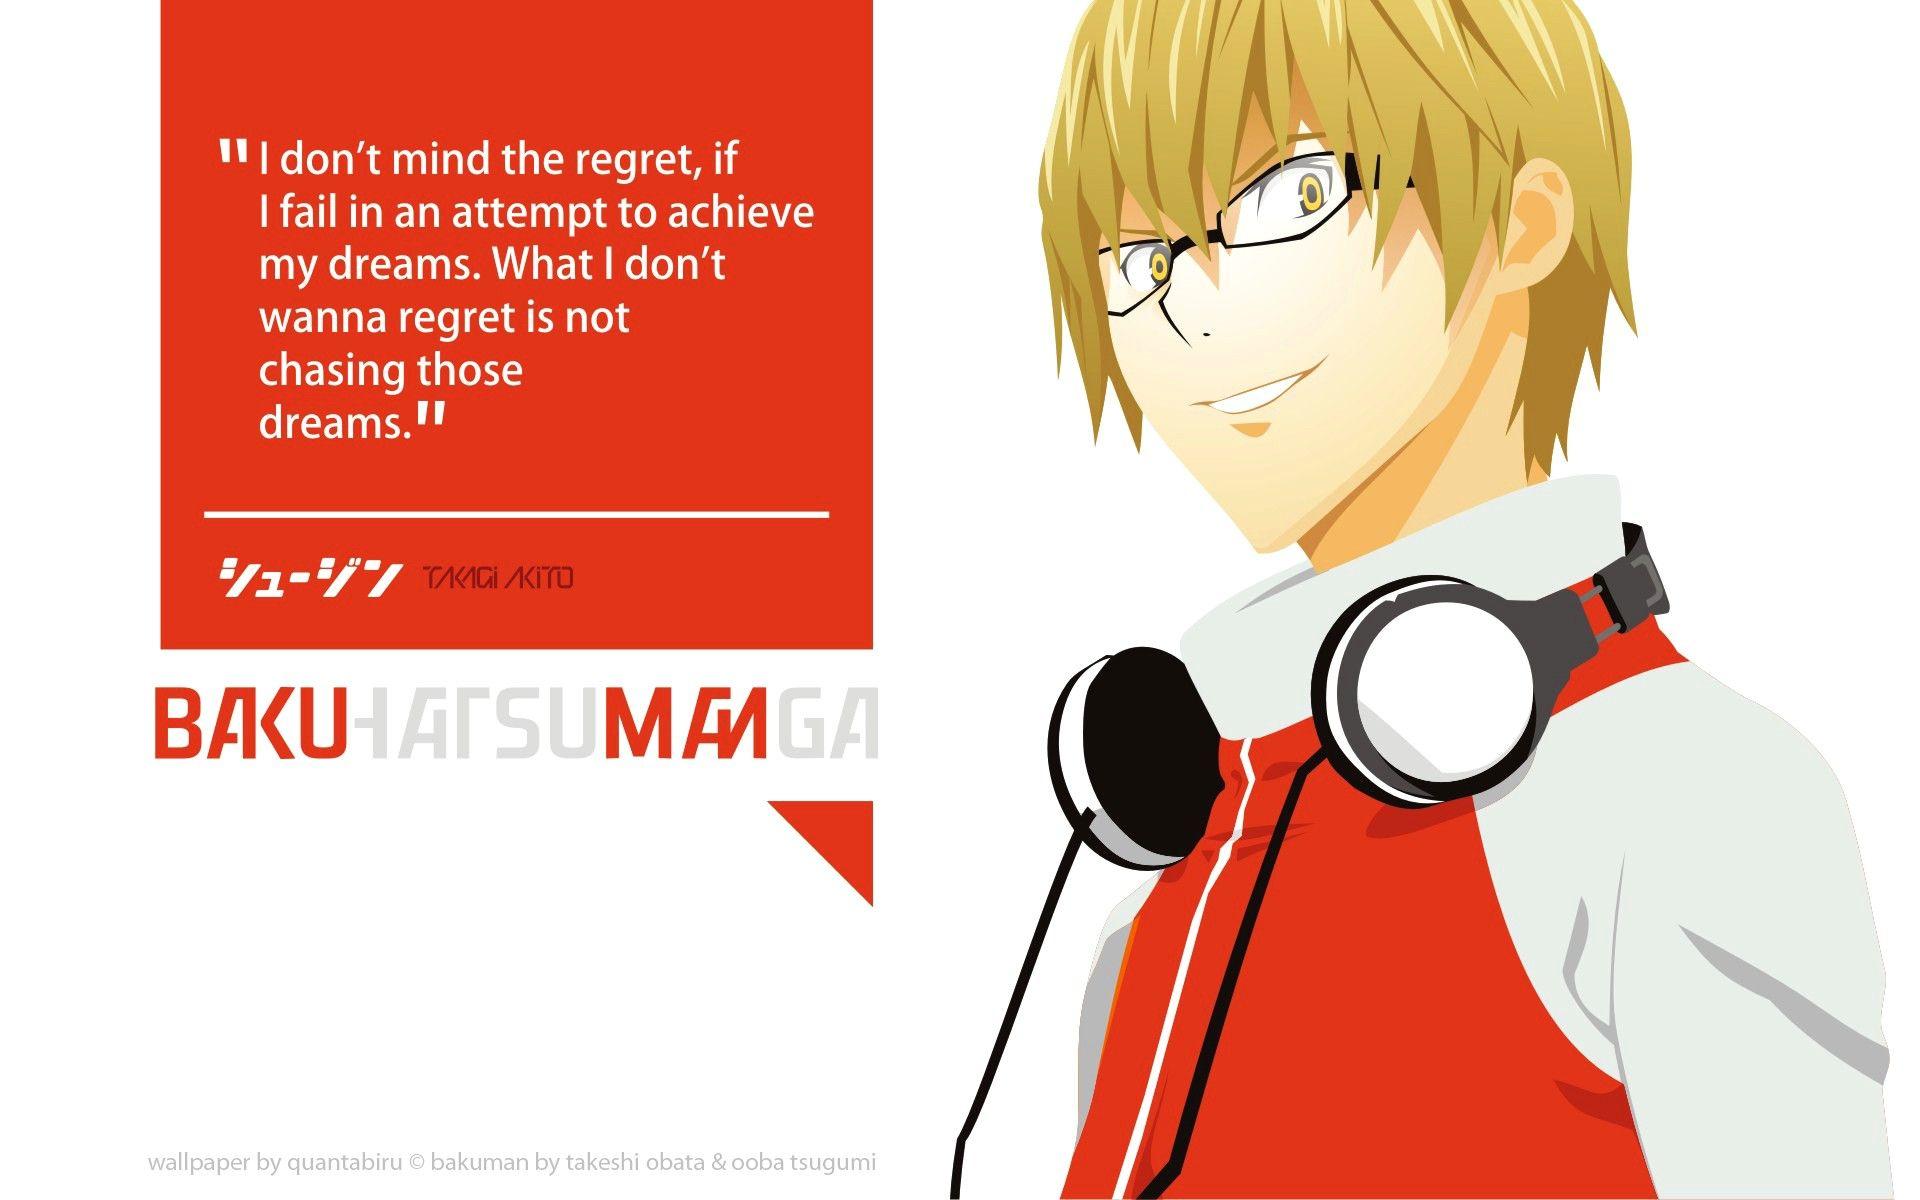 "I don't mind the regret, if
I fail in an attempt to achieve
my dreams. What I don't
wanna regret is not
chasing those
dreams."
シュージン TAKAGI AKITO
BAKUHATSUMANGA
wallpaper by quantabiru © bakuman by takeshi obata & ooba tsugumi